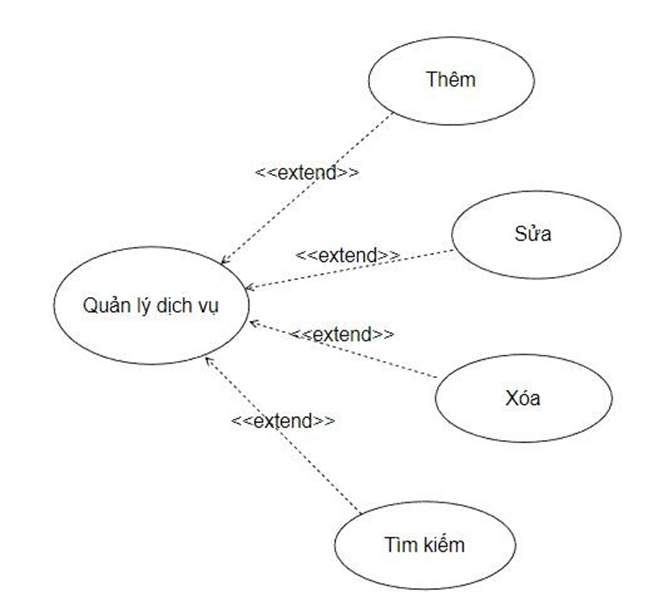 Thêm
<<extend>>
Sửa
<<extend>>
Quản lý dịch vụ
<<extend>>
Xóa
<<extend>>
Tìm kiếm